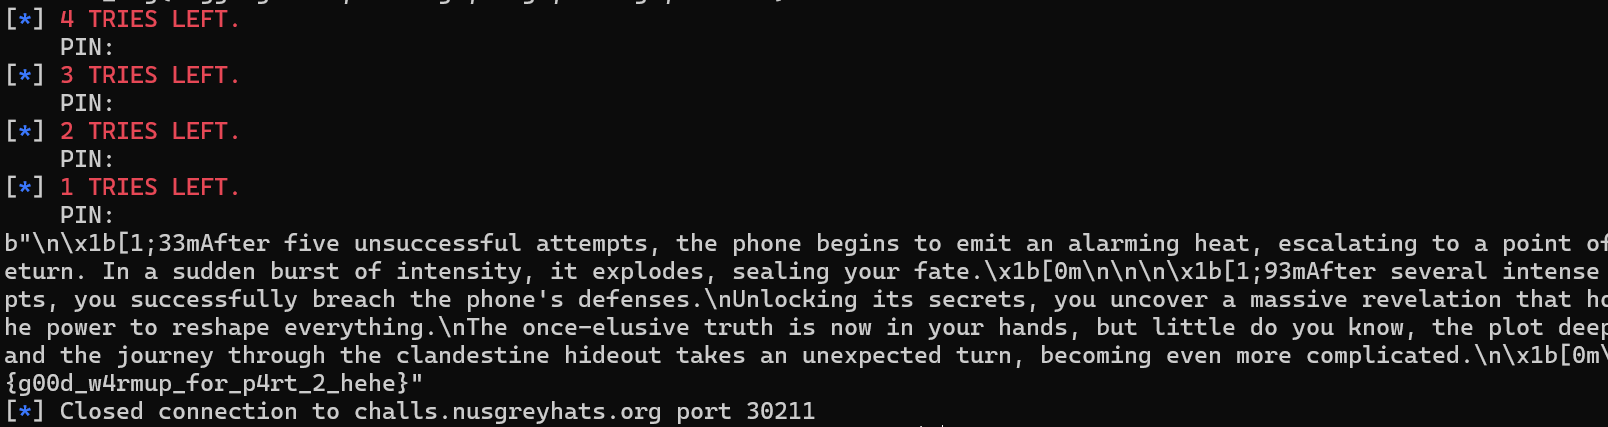 [*] 4 TRIES LEFT.
PIN:
[*] 3 TRIES LEFT.
PIN:
[*] 2 TRIES LEFT.
PIN:
[*] 1 TRIES LEFT.
PIN:
b"\n\x1b[1;33mAfter five unsuccessful attempts, the phone begins to emit an alarming heat, escalating to a point of
eturn. In a sudden burst of intensity, it explodes, sealing your fate.\x1b[0m\n\n\n\x1b[1;93mAfter several intense
pts, you successfully breach the phone's defenses.\nUnlocking its secrets, you uncover a massive revelation that ho
he power to reshape everything.\nThe once-elusive truth is now in your hands, but little do you know, the plot deep
and the journey through the clandestine hideout takes an unexpected turn, becoming even more complicated.\n\x1b[0m\
{g00d_w4rmup_for_p4rt_2_hehe}"
[*] Closed connection to challs.nusgreyhats.org port 30211